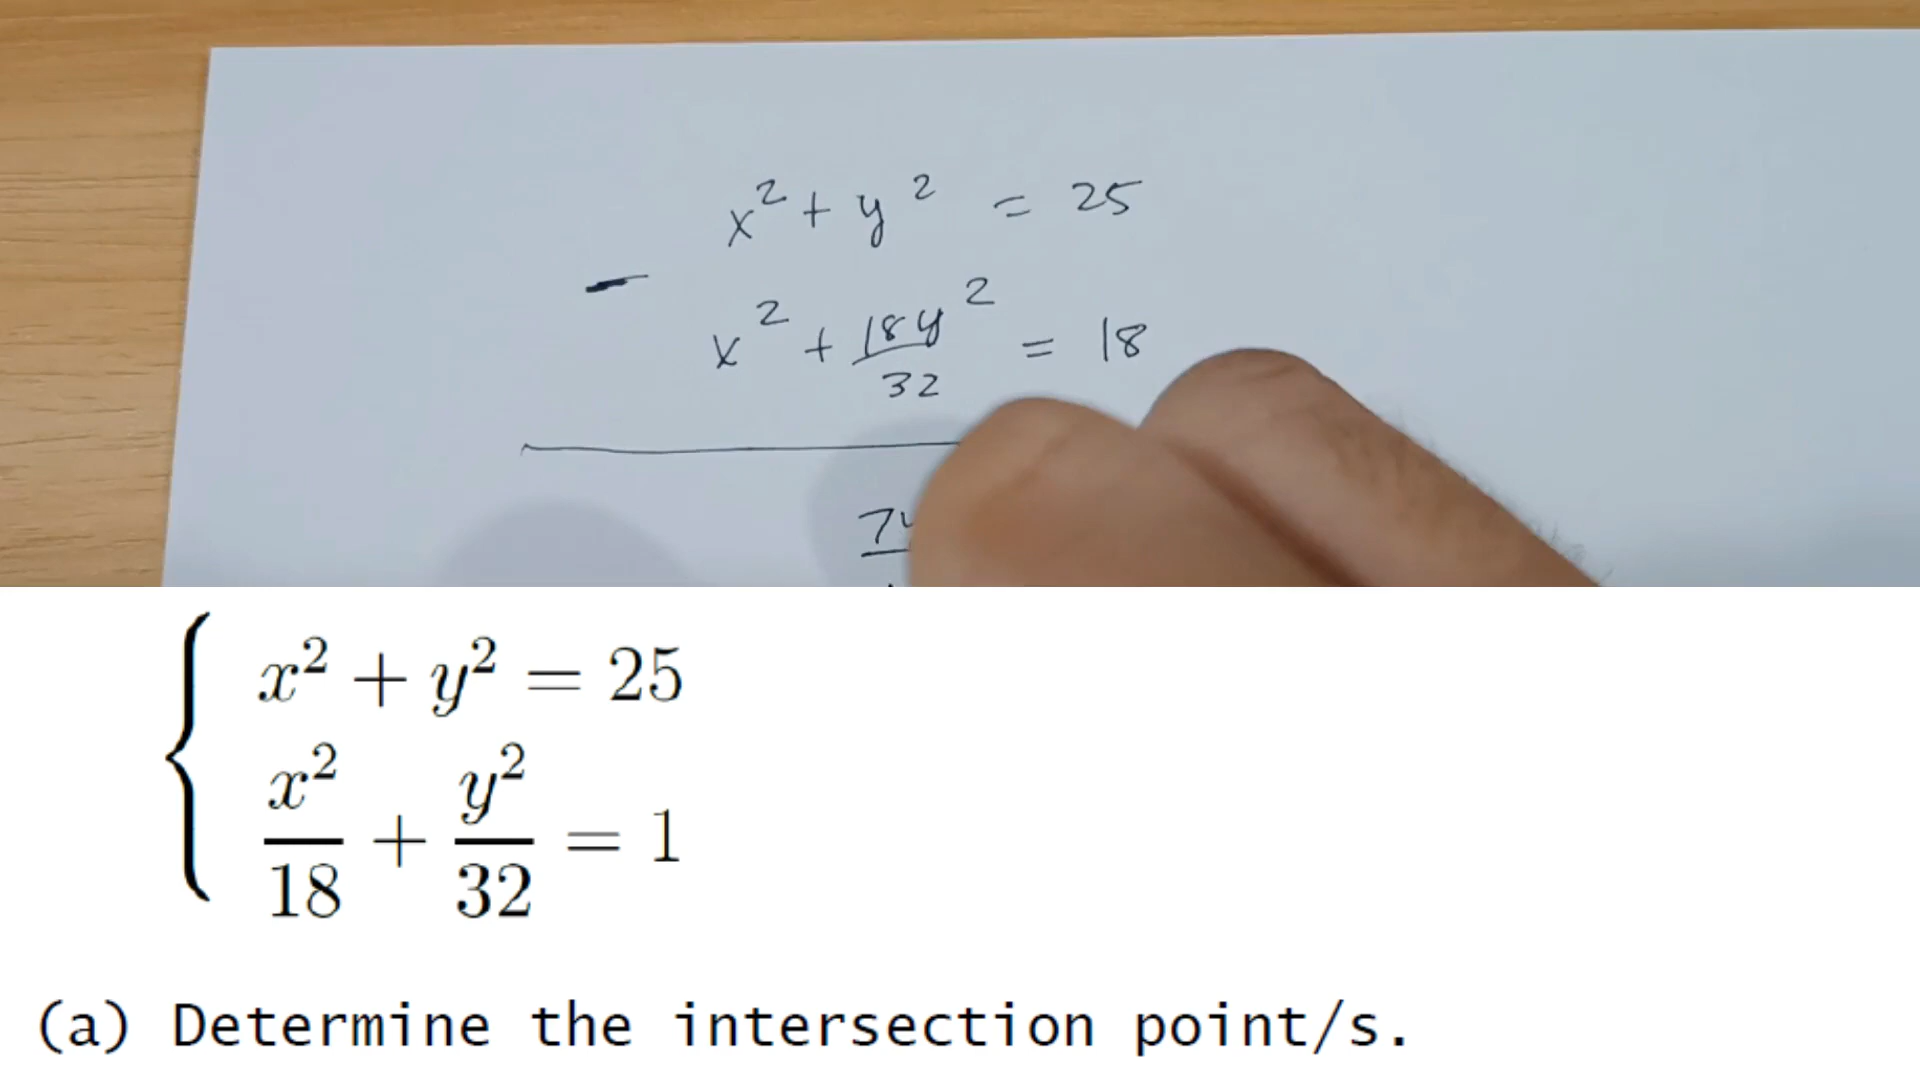 x² + y² = 25
−
x² + 18y²/32 = 18
7
x² + y² = 25
x²/18 + y²/32 = 1
(a) Determine the intersection point/s.